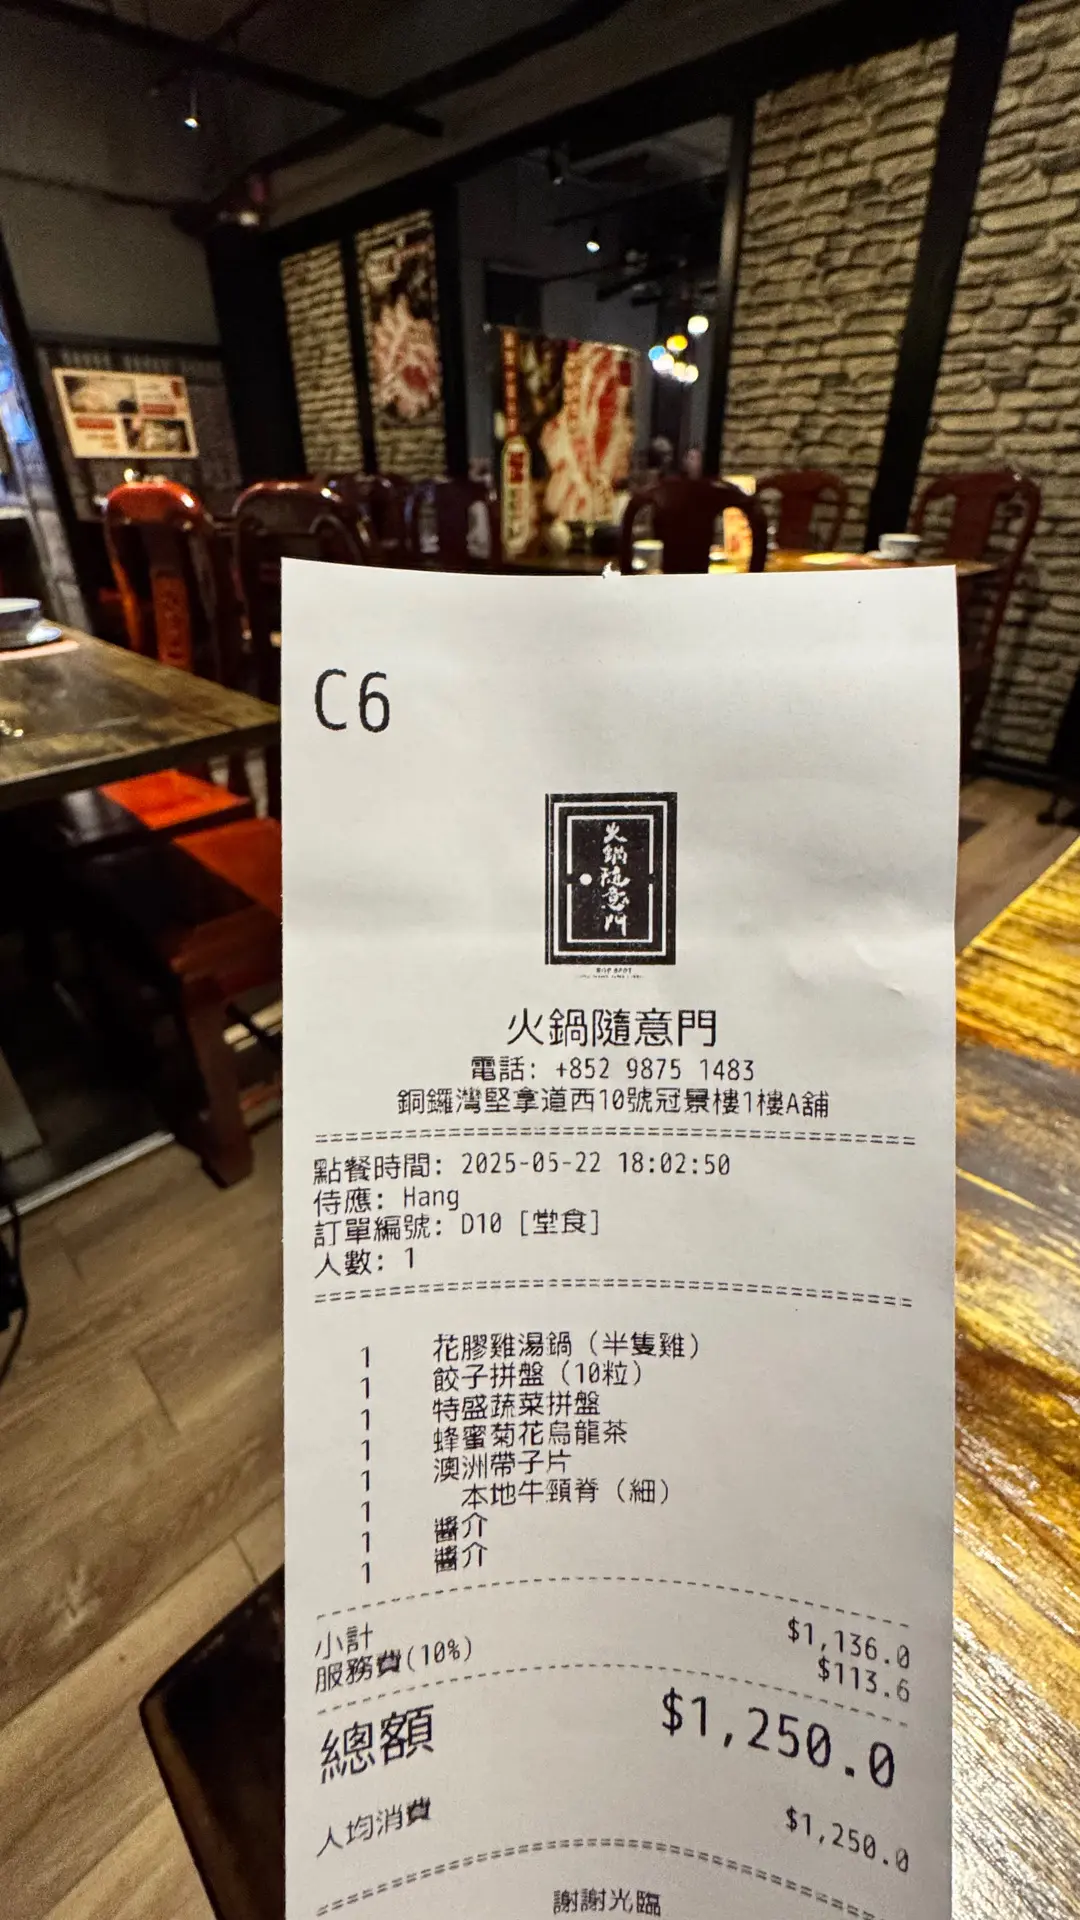 C6
火鍋隨意門
火鍋隨意門
電話: +852 9875 1483
銅鑼灣堅拿道西10號冠景樓1樓A舖
點餐時間: 2025-05-22 18:02:50
侍應: Hang
訂單編號: D10 [堂食]
人數: 1
1 花膠雞湯鍋（半隻雞）
1 餃子拼盤（10粒）
1 特盛蔬菜拼盤
1 蜂蜜菊花烏龍茶
1 澳洲帶子片
1 本地牛頸脊（細）
1 醬介
1 醬介
小計 $1,136.0
服務費(10%) $113.6
總額 $1,250.0
人均消費 $1,250.0
謝謝光臨